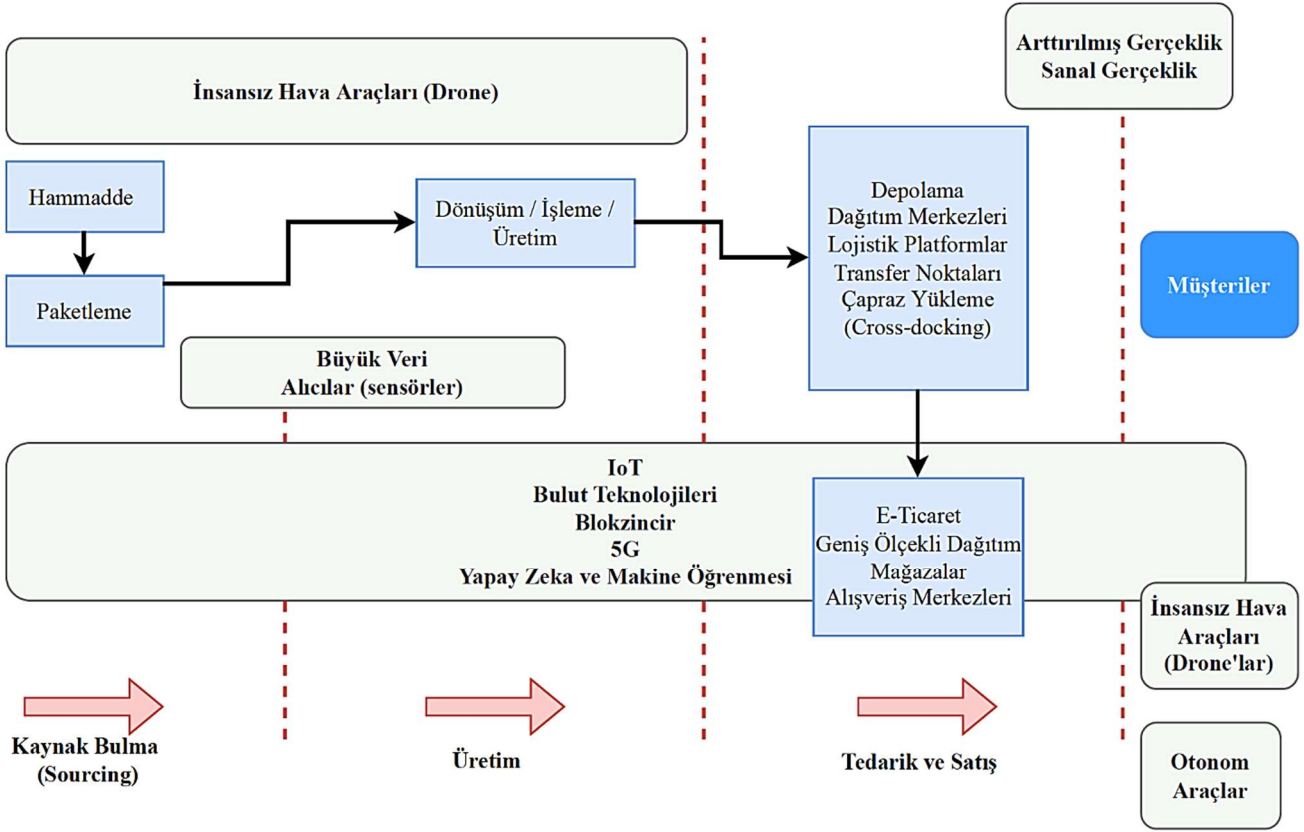 Arttırılmış Gerçeklik
Sanal Gerçeklik
İnsansız Hava Araçları (Drone)
Hammadde
Paketleme
Dönüşüm / İşleme /
Üretim
Depolama
Dağıtım Merkezleri
Lojistik Platformlar
Transfer Noktaları
Çapraz Yükleme
(Cross-docking)
Müşteriler
Büyük Veri
Alıcılar (sensörler)
IoT
Bulut Teknolojileri
Blokzincir
5G
Yapay Zeka ve Makine Öğrenmesi
E-Ticaret
Geniş Ölçekli Dağıtım
Mağazalar
Alışveriş Merkezleri
İnsansız Hava
Araçları
(Drone'lar)
Kaynak Bulma
(Sourcing)
Üretim
Tedarik ve Satış
Otonom
Araçlar